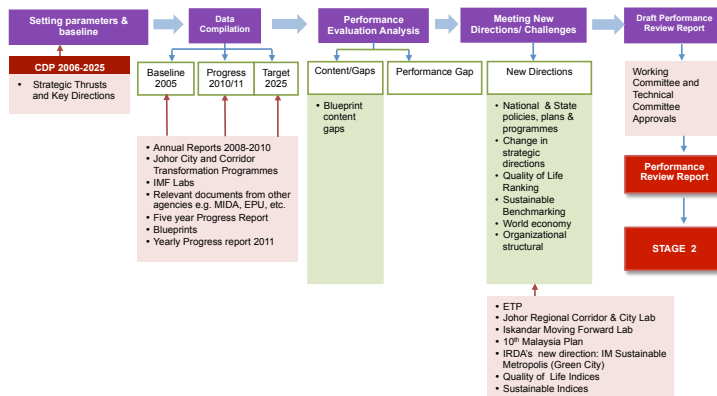 Setting parameters &
baseline
Data
Compilation
Performance
Evaluation Analysis
Meeting New
Directions/ Challenges
Draft Performance
Review Report
CDP 2006-2025
• Strategic Thrusts
and Key Directions
Baseline
2005
Progress
2010/11
Target
2025
• Annual Reports 2008-2010
• Johor City and Corridor
Transformation Programmes
• IMF Labs
• Relevant documents from other
agencies e.g. MIDA, EPU, etc.
• Five year Progress Report
• Blueprints
• Yearly Progress report 2011
Content/Gaps
• Blueprint
content
gaps
Performance Gap
New Directions
• National & State
policies, plans &
programmes
• Change in
strategic
directions
• Quality of Life
Ranking
• Sustainable
Benchmarking
• World economy
• Organizational
structural
• ETP
• Johor Regional Corridor & City Lab
• Iskandar Moving Forward Lab
• 10th Malaysia Plan
• IRDA's new direction: IM Sustainable
Metropolis (Green City)
• Quality of Life Indices
• Sustainable Indices
Working
Committee and
Technical
Committee
Approvals
Performance
Review Report
STAGE 2